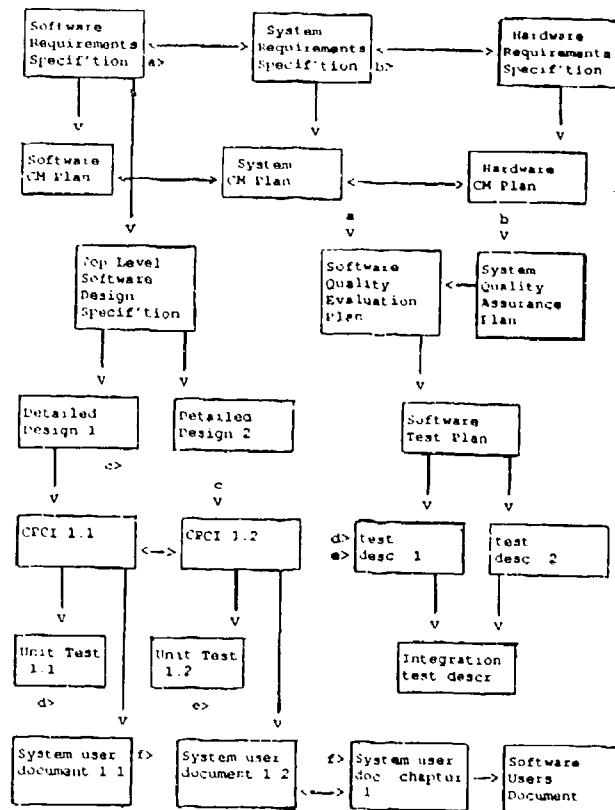 Software
Requirements
Specif'tion a>
System
Requirements
Specif'tion b>
Hardware
Requirements
Specif'tion
Software
CM Plan
System
CM Plan
Hardware
CM Plan
a
b
Top Level
Software
Design
Specif'tion
Software
Quality
Evaluation
Plan
System
Quality
Assurance
Plan
Detailed
Design 1
Detailed
Design 2
Software
Test Plan
c>
c
CPCI 1.1
CPCI 1.2
d> test
e> desc 1
test
desc 2
Unit Test
1.1
Unit Test
1.2
Integration
test descr
d>
e>
System user
document 1 1
f>
System user
document 1 2
f>
System user
doc chaptur
1
Software
Users
Document